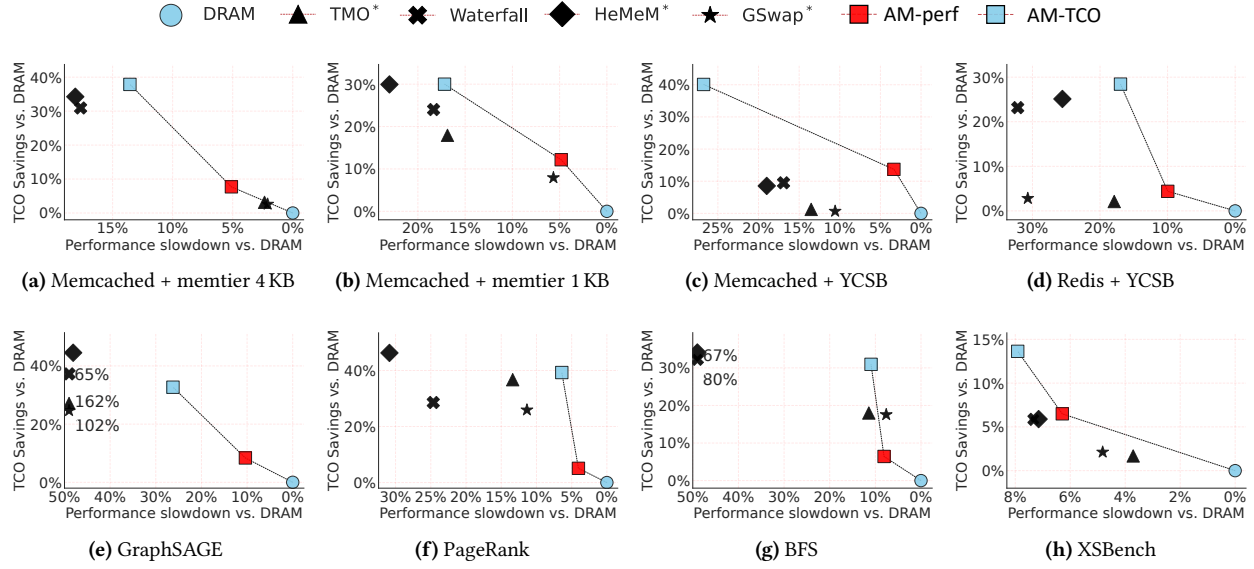 DRAM TMO* Waterfall HeMeM* GSwap* AM-perf AM-TCO
TCO Savings vs. DRAM
40%
30%
20%
10%
0%
15% 10% 5% 0%
Performance slowdown vs. DRAM
(a) Memcached + memtier 4 KB
TCO Savings vs. DRAM
30%
20%
10%
0%
20% 15% 10% 5% 0%
Performance slowdown vs. DRAM
(b) Memcached + memtier 1 KB
TCO Savings vs. DRAM
40%
30%
20%
10%
0%
25% 20% 15% 10% 5% 0%
Performance slowdown vs. DRAM
(c) Memcached + YCSB
TCO Savings vs. DRAM
30%
20%
10%
0%
30% 20% 10% 0%
Performance slowdown vs. DRAM
(d) Redis + YCSB
TCO Savings vs. DRAM
40%
20%
0%
65%
162%
102%
50% 40% 30% 20% 10% 0%
Performance slowdown vs. DRAM
(e) GraphSAGE
TCO Savings vs. DRAM
40%
20%
0%
30% 25% 20% 15% 10% 5% 0%
Performance slowdown vs. DRAM
(f) PageRank
TCO Savings vs. DRAM
30%
20%
10%
0%
67%
80%
50% 40% 30% 20% 10% 0%
Performance slowdown vs. DRAM
(g) BFS
TCO Savings vs. DRAM
15%
10%
5%
0%
8% 6% 4% 2% 0%
Performance slowdown vs. DRAM
(h) XSBench